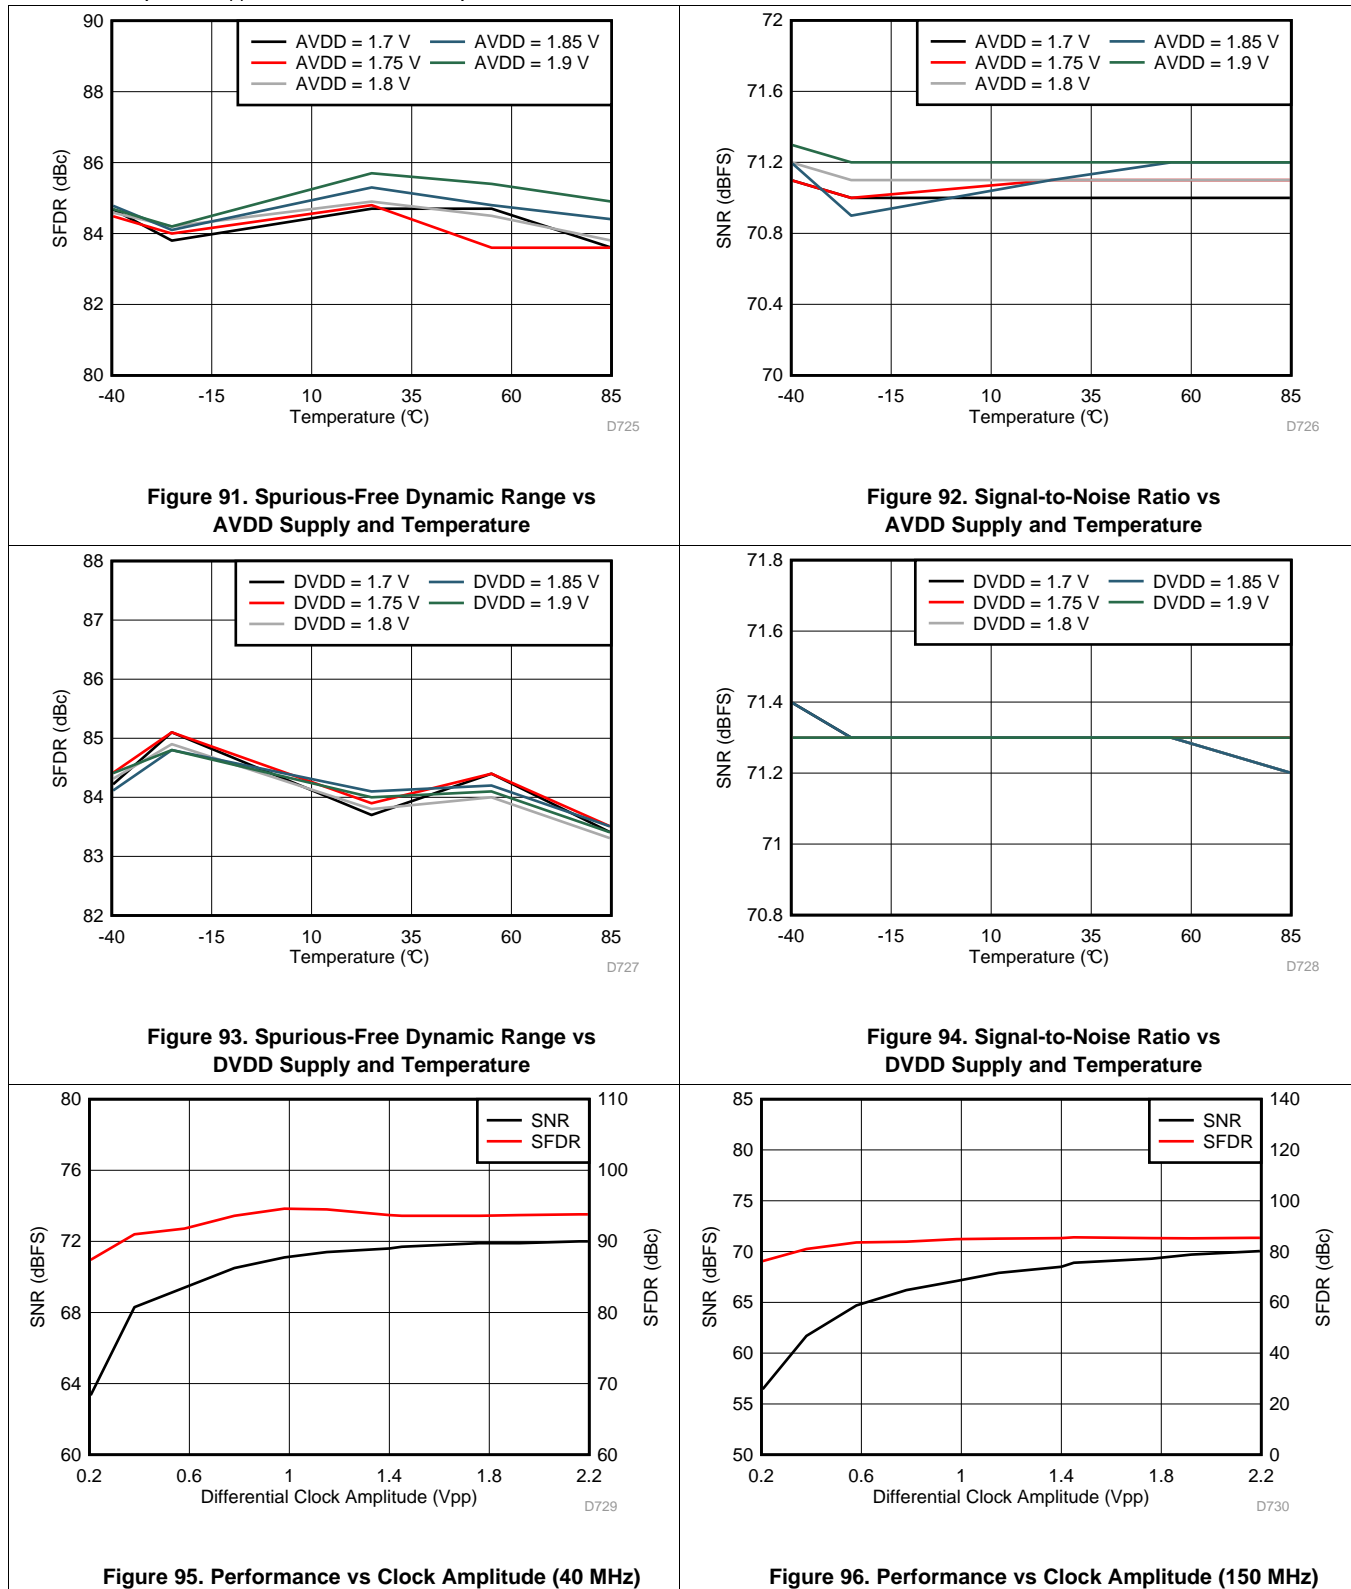 90
88
86
84
82
80
SFDR (dBc)
AVDD = 1.7 V
AVDD = 1.75 V
AVDD = 1.8 V
AVDD = 1.85 V
AVDD = 1.9 V
-40 -15 10 35 60 85
Temperature (°C)
D725
Figure 91. Spurious-Free Dynamic Range vs
AVDD Supply and Temperature
72
71.6
71.2
70.8
70.4
70
SNR (dBFS)
AVDD = 1.7 V
AVDD = 1.75 V
AVDD = 1.8 V
AVDD = 1.85 V
AVDD = 1.9 V
-40 -15 10 35 60 85
Temperature (°C)
D726
Figure 92. Signal-to-Noise Ratio vs
AVDD Supply and Temperature
88
87
86
85
84
83
82
SFDR (dBc)
DVDD = 1.7 V
DVDD = 1.75 V
DVDD = 1.8 V
DVDD = 1.85 V
DVDD = 1.9 V
-40 -15 10 35 60 85
Temperature (°C)
D727
Figure 93. Spurious-Free Dynamic Range vs
DVDD Supply and Temperature
71.8
71.6
71.4
71.2
71
70.8
SNR (dBFS)
DVDD = 1.7 V
DVDD = 1.75 V
DVDD = 1.8 V
DVDD = 1.85 V
DVDD = 1.9 V
-40 -15 10 35 60 85
Temperature (°C)
D728
Figure 94. Signal-to-Noise Ratio vs
DVDD Supply and Temperature
80
76
72
68
64
60
SNR (dBFS)
SNR
SFDR
110
100
90
80
70
60
SFDR (dBc)
0.2 0.6 1 1.4 1.8 2.2
Differential Clock Amplitude (Vpp)
D729
Figure 95. Performance vs Clock Amplitude (40 MHz)
85
80
75
70
65
60
55
50
SNR (dBFS)
SNR
SFDR
140
120
100
80
60
40
20
0
SFDR (dBc)
0.2 0.6 1 1.4 1.8 2.2
Differential Clock Amplitude (Vpp)
D730
Figure 96. Performance vs Clock Amplitude (150 MHz)